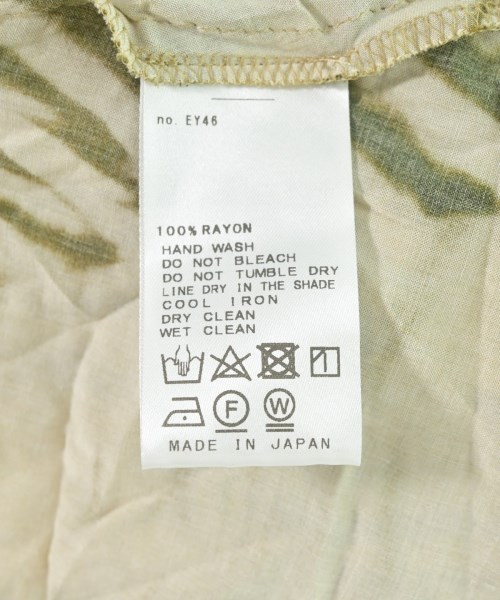 no. EY46
100% RAYON
HAND WASH
DO NOT BLEACH
DO NOT TUMBLE DRY
LINE DRY IN THE SHADE
COOL IRON
DRY CLEAN
WET CLEAN
F W
MADE IN JAPAN